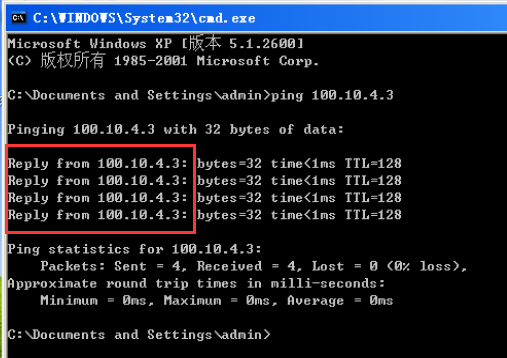 C:\WINDOWS\System32\cmd.exe
Microsoft Windows XP [版本 5.1.2600]
(C) 版权所有 1985-2001 Microsoft Corp.
C:\Documents and Settings\admin>ping 100.10.4.3
Pinging 100.10.4.3 with 32 bytes of data:
Reply from 100.10.4.3: bytes=32 time<1ms TTL=128
Reply from 100.10.4.3: bytes=32 time<1ms TTL=128
Reply from 100.10.4.3: bytes=32 time<1ms TTL=128
Reply from 100.10.4.3: bytes=32 time<1ms TTL=128
Ping statistics for 100.10.4.3:
Packets: Sent = 4, Received = 4, Lost = 0 (0% loss),
Approximate round trip times in milli-seconds:
Minimum = 0ms, Maximum = 0ms, Average = 0ms
C:\Documents and Settings\admin>